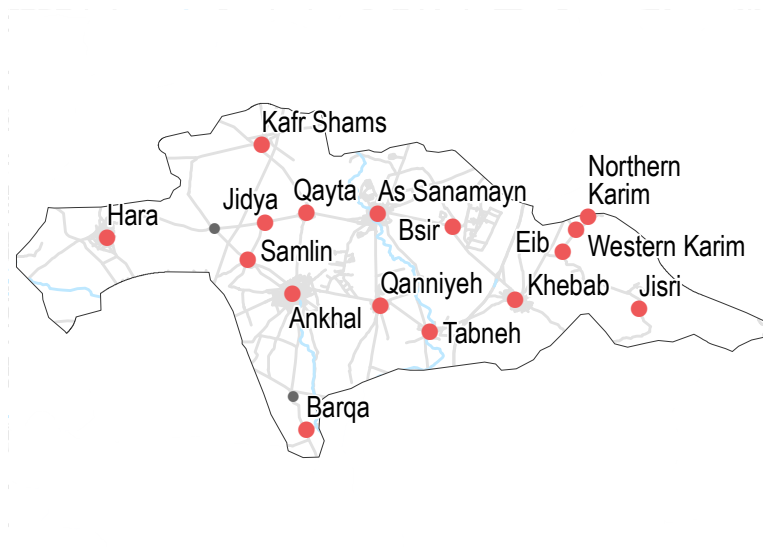 Kafr Shams
Northern
Karim
Jidya
Qayta
As Sanamayn
Hara
Bsir
Eib
Western Karim
Samlin
Qanniyeh
Khebab
Jisri
Ankhal
Tabneh
Barqa